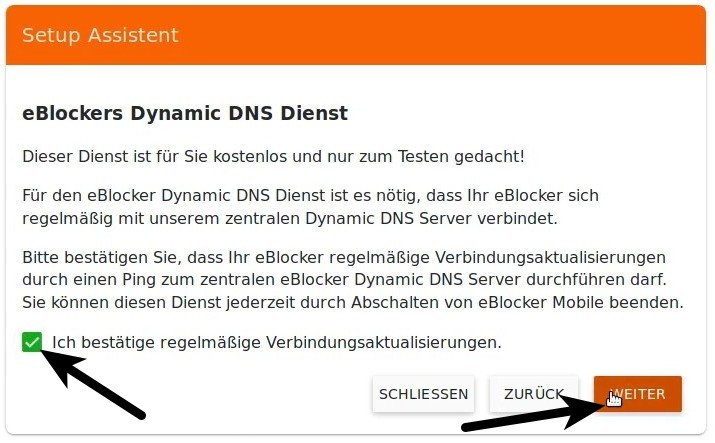 Setup Assistent
eBlockers Dynamic DNS Dienst
Dieser Dienst ist für Sie kostenlos und nur zum Testen gedacht!
Für den eBlocker Dynamic DNS Dienst ist es nötig, dass Ihr eBlocker sich
regelmäßig mit unserem zentralen Dynamic DNS Server verbindet.
Bitte bestätigen Sie, dass Ihr eBlocker regelmäßige Verbindungsaktualisierungen
durch einen Ping zum zentralen eBlocker Dynamic DNS Server durchführen darf.
Sie können diesen Dienst jederzeit durch Abschalten von eBlocker Mobile beenden.
Ich bestätige regelmäßige Verbindungsaktualisierungen.
SCHLIESSEN ZURÜCK WEITER